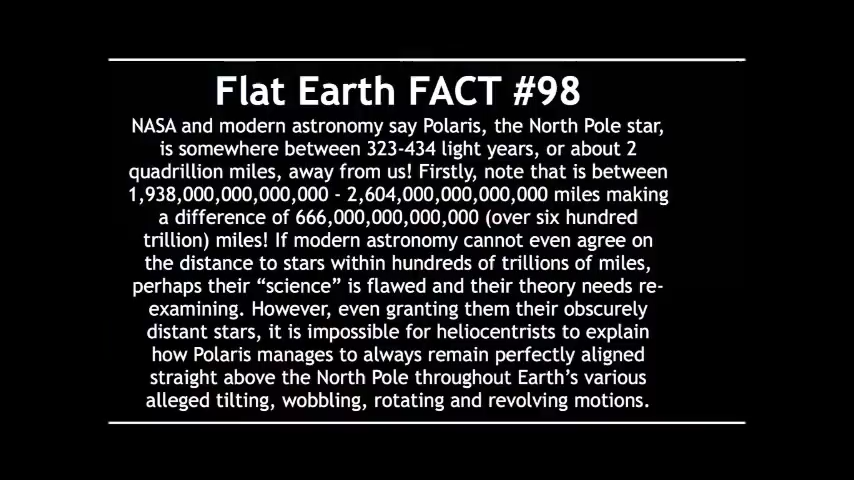 Flat Earth FACT #98
NASA and modern astronomy say Polaris, the North Pole star,
is somewhere between 323-434 light years, or about 2
quadrillion miles, away from us! Firstly, note that is between
1,938,000,000,000,000 - 2,604,000,000,000,000 miles making
a difference of 666,000,000,000,000 (over six hundred
trillion) miles! If modern astronomy cannot even agree on
the distance to stars within hundreds of trillions of miles,
perhaps their “science” is flawed and their theory needs re-
examining. However, even granting them their obscurely
distant stars, it is impossible for heliocentrists to explain
how Polaris manages to always remain perfectly aligned
straight above the North Pole throughout Earth’s various
alleged tilting, wobbling, rotating and revolving motions.